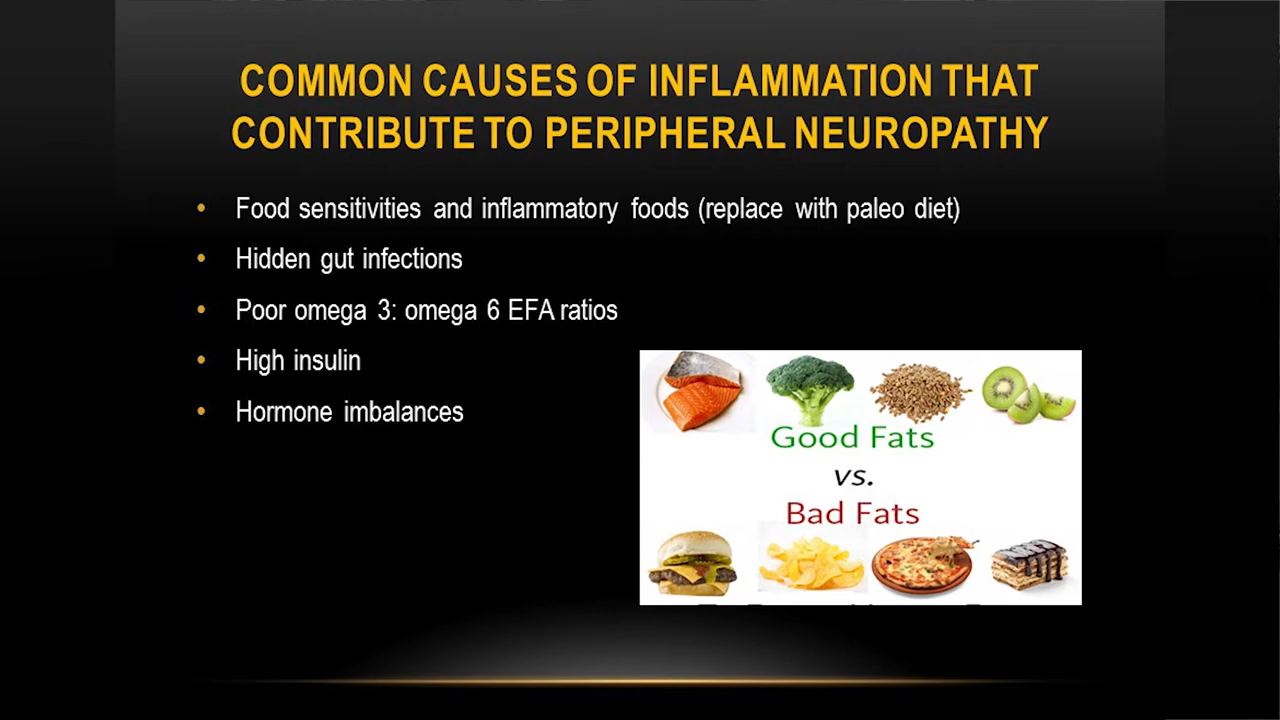 COMMON CAUSES OF INFLAMMATION THAT
CONTRIBUTE TO PERIPHERAL NEUROPATHY
• Food sensitivities and inflammatory foods (replace with paleo diet)
• Hidden gut infections
• Poor omega 3: omega 6 EFA ratios
• High insulin
• Hormone imbalances
Good Fats
vs.
Bad Fats